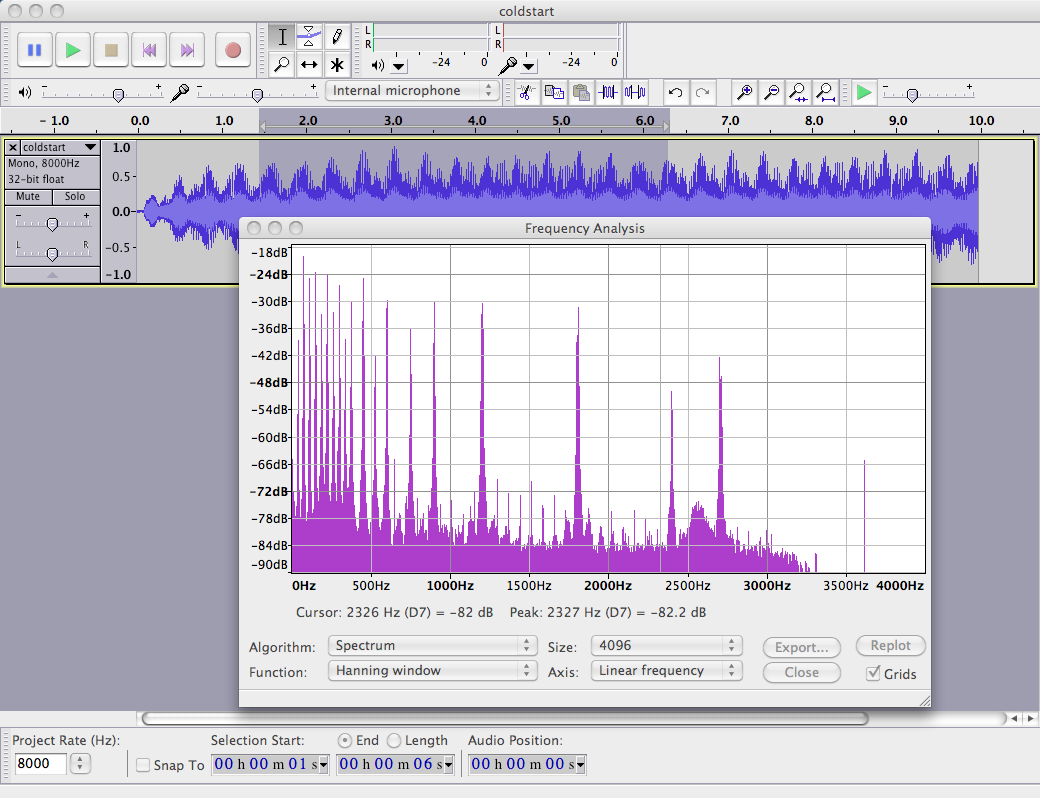 coldstart
L
R
-24
0
L
R
-24
0
Internal microphone
- 1.0 0.0 1.0 2.0 3.0 4.0 5.0 6.0 7.0 8.0 9.0 10.0
coldstart
Mono, 8000Hz
32-bit float
Mute Solo
- +
L R
1.0
0.5-
0.0-
-0.5-
-1.0
Frequency Analysis
-18dB
-24dB
-30dB
-36dB
-42dB
-48dB
-54dB
-60dB
-66dB
-72dB
-78dB
-84dB
-90dB
0Hz 500Hz 1000Hz 1500Hz 2000Hz 2500Hz 3000Hz 3500Hz 4000Hz
Cursor: 2326 Hz (D7) = -82 dB Peak: 2327 Hz (D7) = -82.2 dB
Algorithm: Spectrum Size: 4096 Export... Replot
Function: Hanning window Axis: Linear frequency Close Grids
Project Rate (Hz): Selection Start: End Length Audio Position:
8000 Snap To 00 h 00 m 01 s 00 h 00 m 06 s 00 h 00 m 00 s